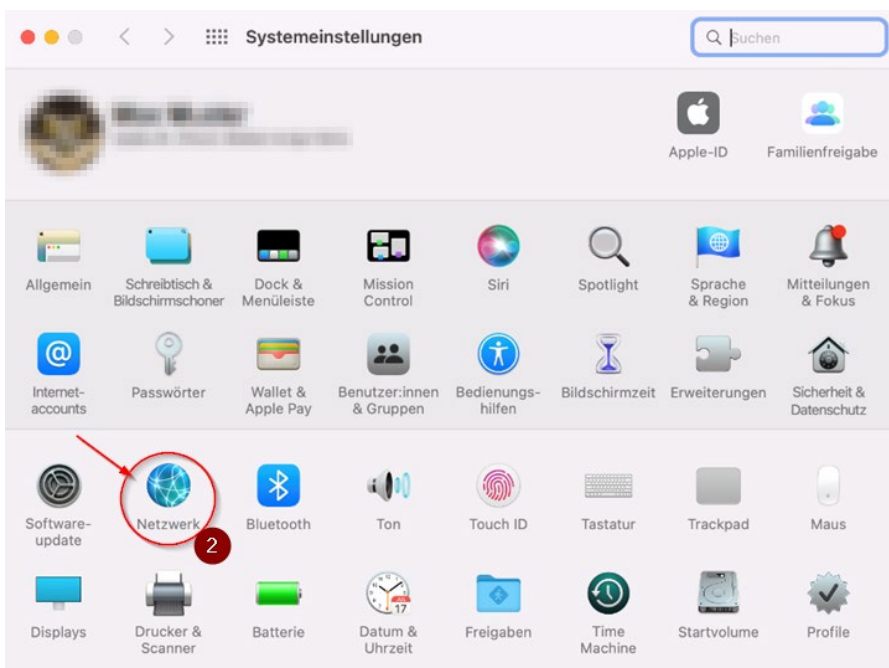 Systemeinstellungen
Suchen
Apple-ID
Familienfreigabe
Allgemein
Schreibtisch &
Bildschirmschoner
Dock &
Menüleiste
Mission
Control
Siri
Spotlight
Sprache
& Region
Mitteilungen
& Fokus
Internet-
accounts
Passwörter
Wallet &
Apple Pay
Benutzer:innen
& Gruppen
Bedienungs-
hilfen
Bildschirmzeit
Erweiterungen
Sicherheit &
Datenschutz
Software-
update
Netzwerk
2
Bluetooth
Ton
Touch ID
Tastatur
Trackpad
Maus
Displays
Drucker &
Scanner
Batterie
JUL
17
Datum &
Uhrzeit
Freigaben
Time
Machine
Startvolume
Profile